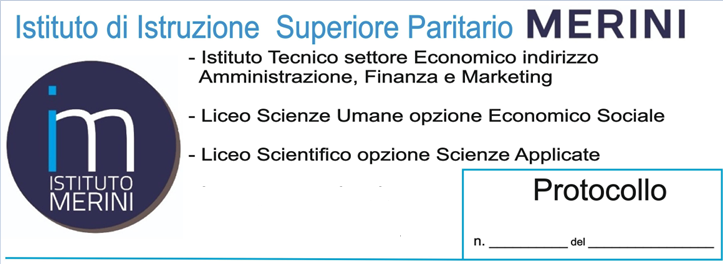 Istituto di Istruzione Superiore Paritario MERINI
- Istituto Tecnico settore Economico indirizzo
Amministrazione, Finanza e Marketing
- Liceo Scienze Umane opzione Economico Sociale
- Liceo Scientifico opzione Scienze Applicate
im
ISTITUTO
MERINI
Protocollo
n. __________ del ________________